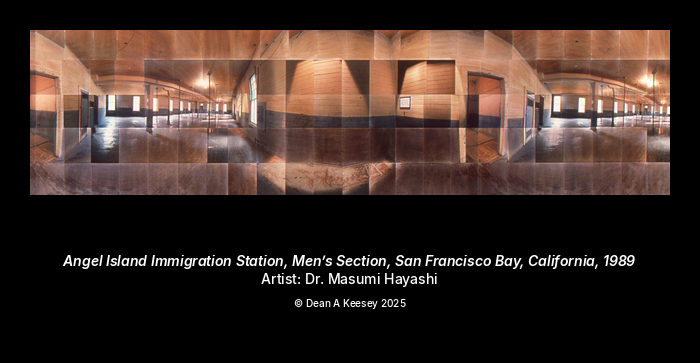 Angel Island Immigration Station, Men’s Section, San Francisco Bay, California, 1989
Artist: Dr. Masumi Hayashi
© Dean A Keesey 2025